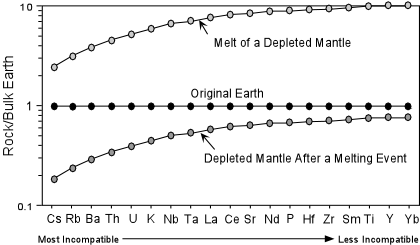 10
Melt of a Depleted Mantle
Rock/Bulk Earth
Original Earth
1
Depleted Mantle After a Melting Event
0.1
Cs Rb Ba Th U K Nb Ta La Ce Sr Nd P Hf Zr Sm Ti Y Yb
Most Incompatible Less Incompatible